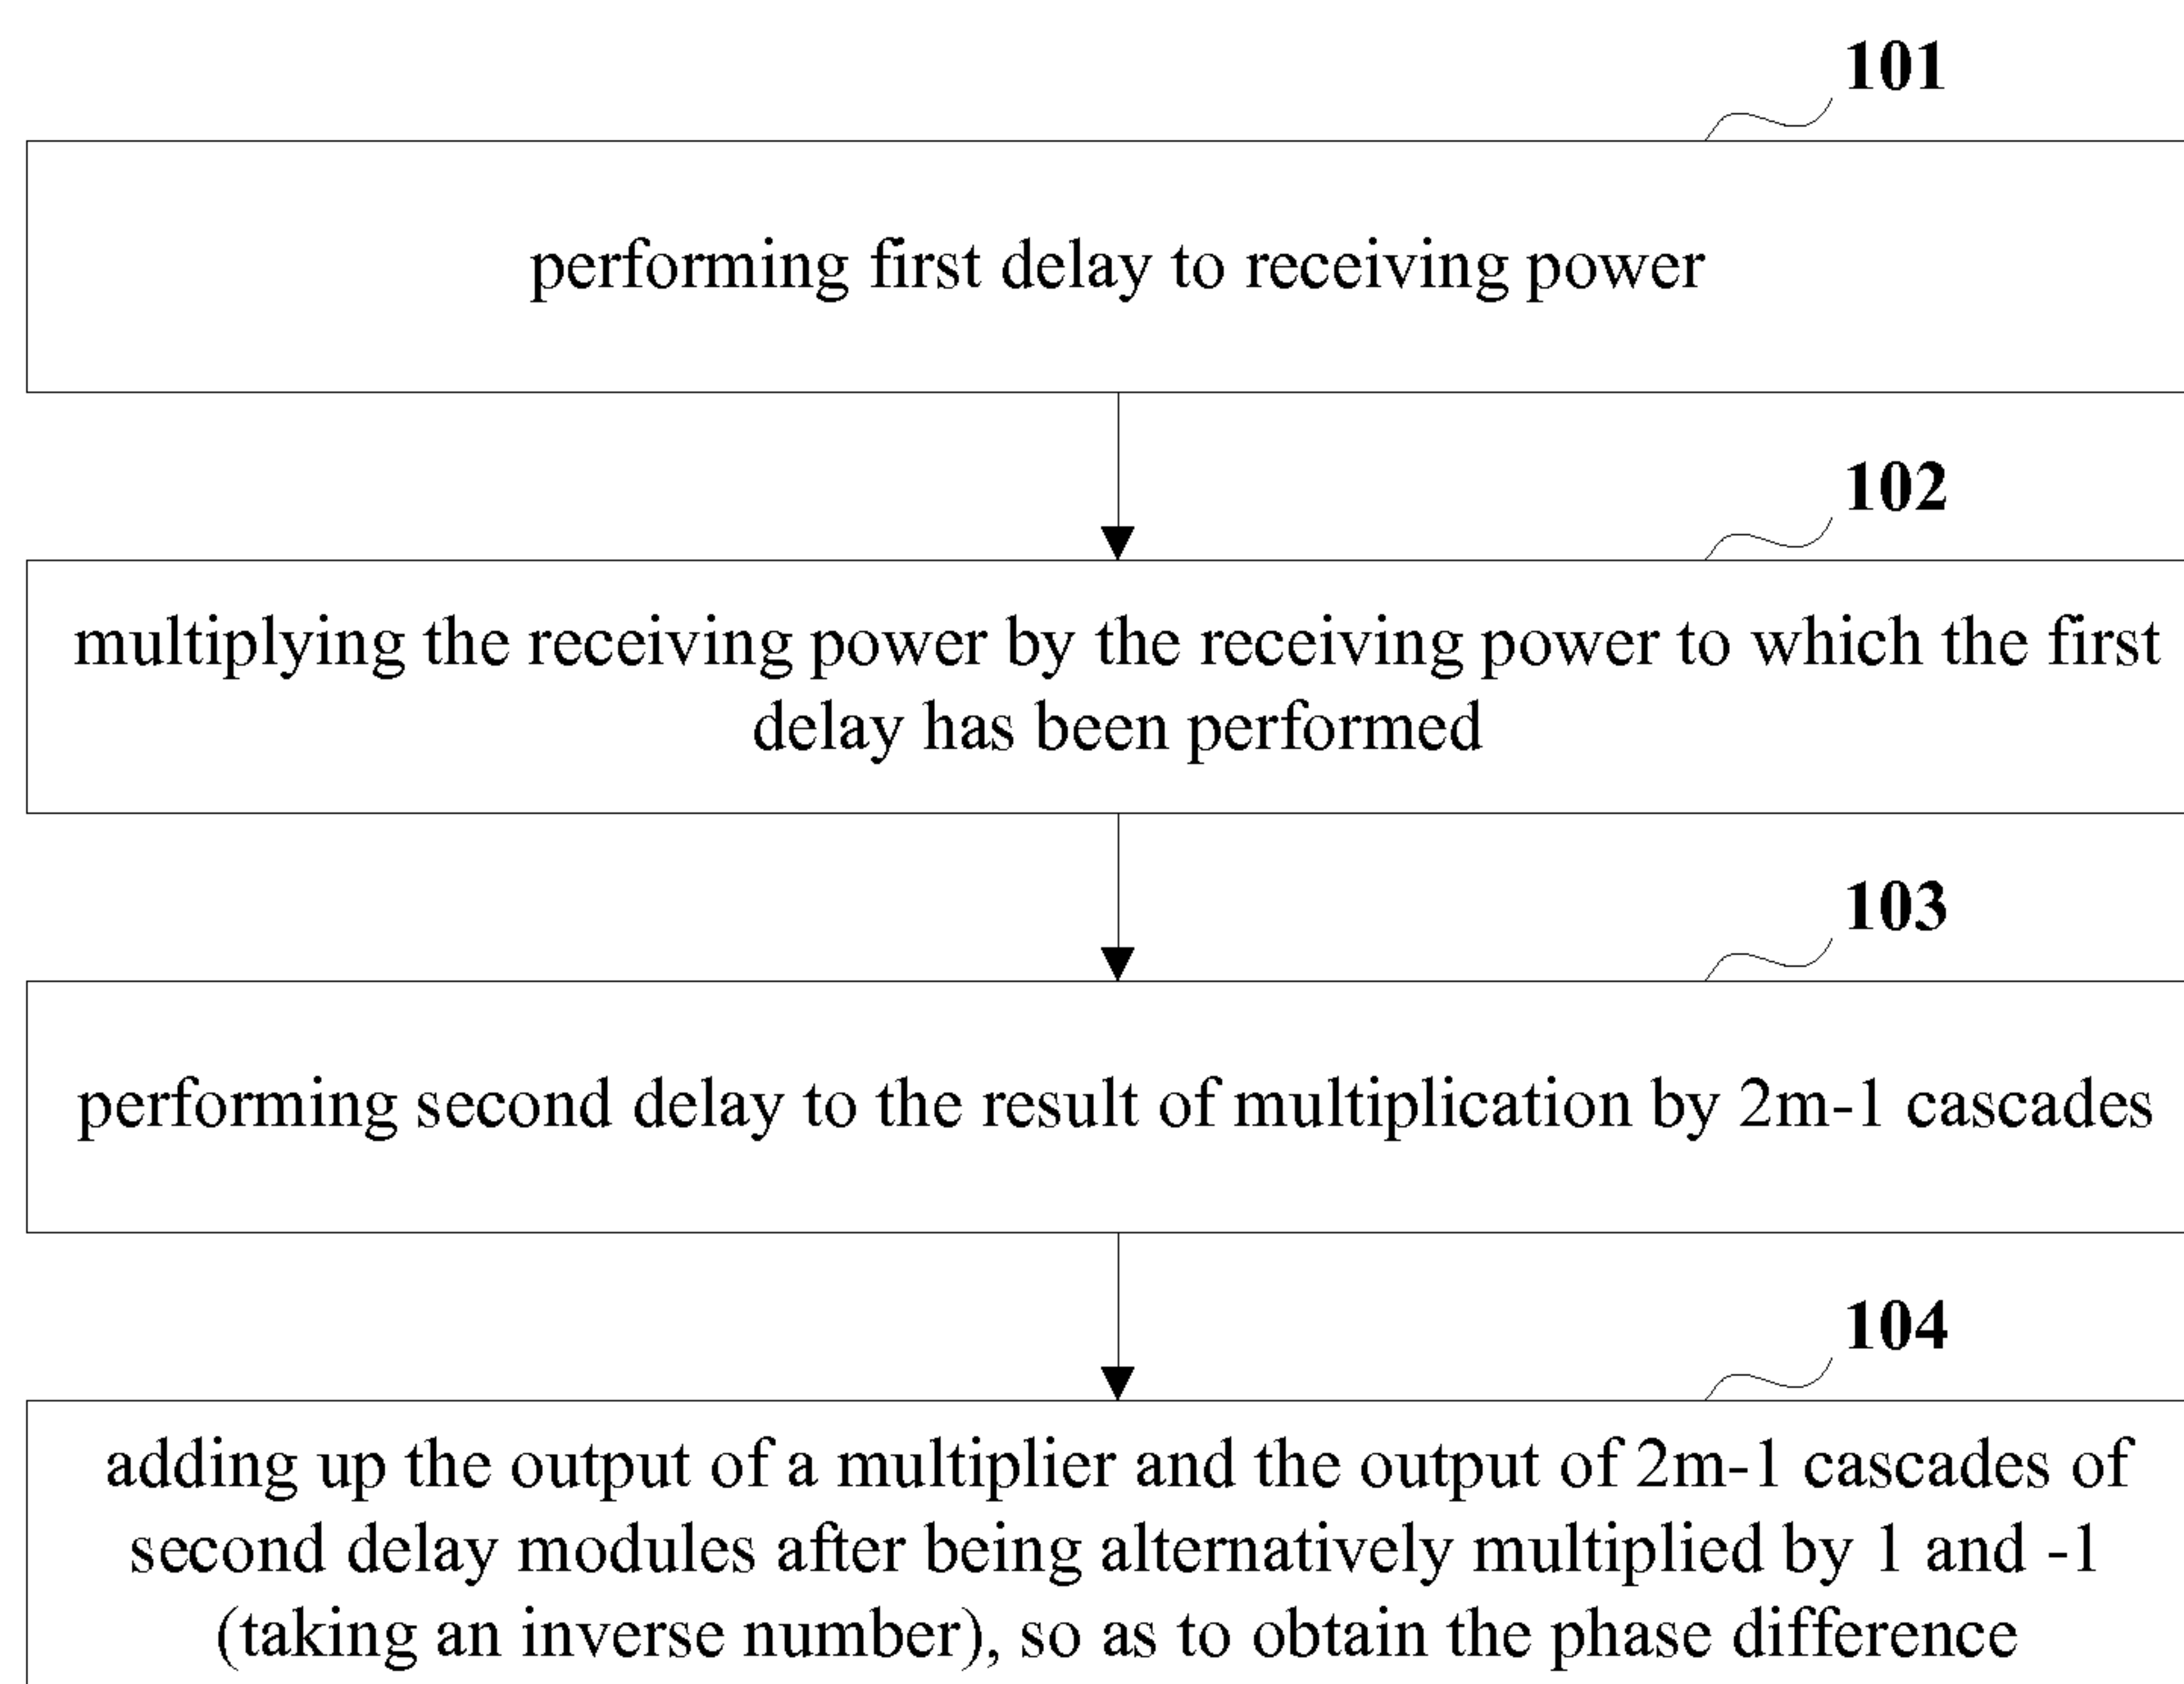 101
performing first delay to receiving power
102
multiplying the receiving power by the receiving power to which the first
delay has been performed
103
performing second delay to the result of multiplication by 2m-1 cascades
104
adding up the output of a multiplier and the output of 2m-1 cascades of
second delay modules after being alternatively multiplied by 1 and -1
(taking an inverse number), so as to obtain the phase difference